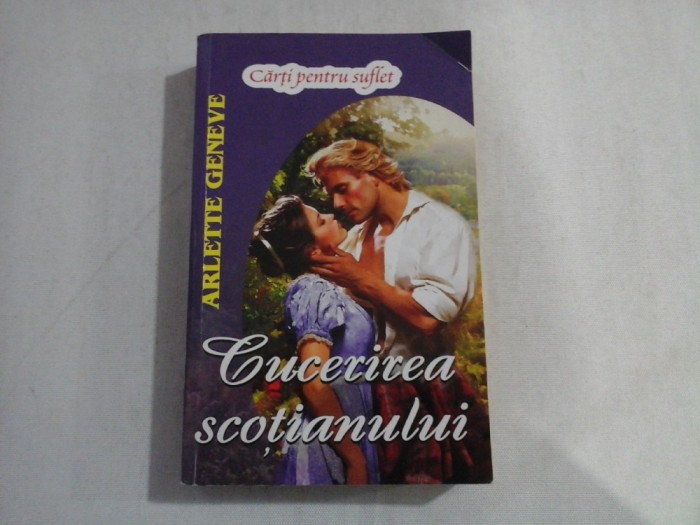 Cărți pentru suflet
ARLETTE GENEVE
Cucerirea
scoțianului